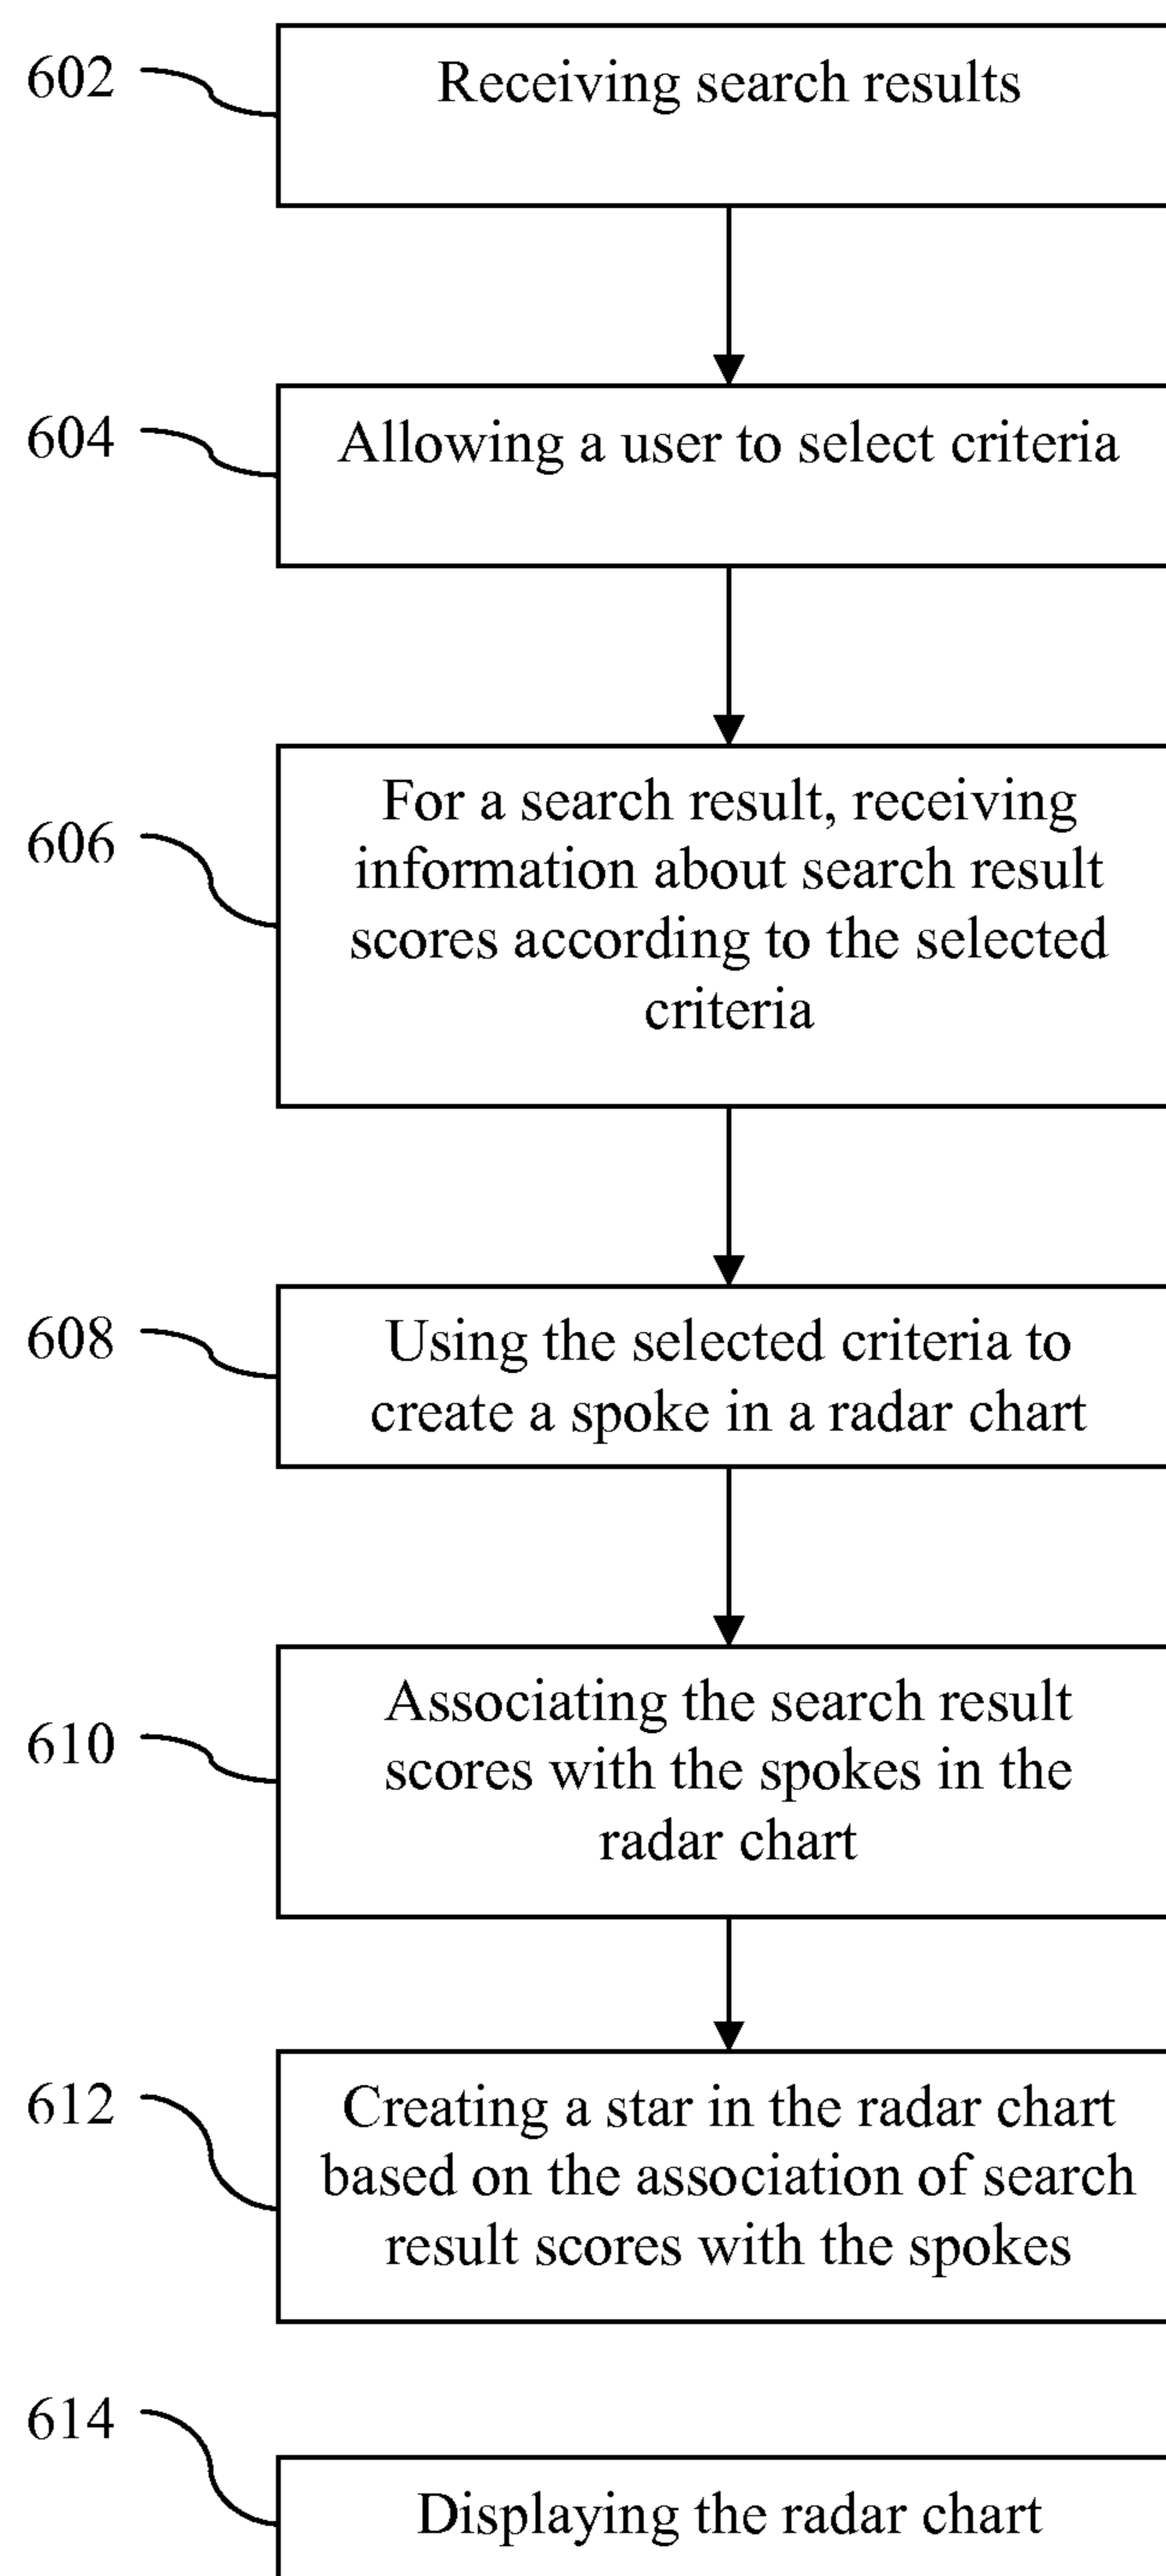 602
Receiving search results
604
Allowing a user to select criteria
606
For a search result, receiving
information about search result
scores according to the selected
criteria
608
Using the selected criteria to
create a spoke in a radar chart
610
Associating the search result
scores with the spokes in the
radar chart
612
Creating a star in the radar chart
based on the association of search
result scores with the spokes
614
Displaying the radar chart